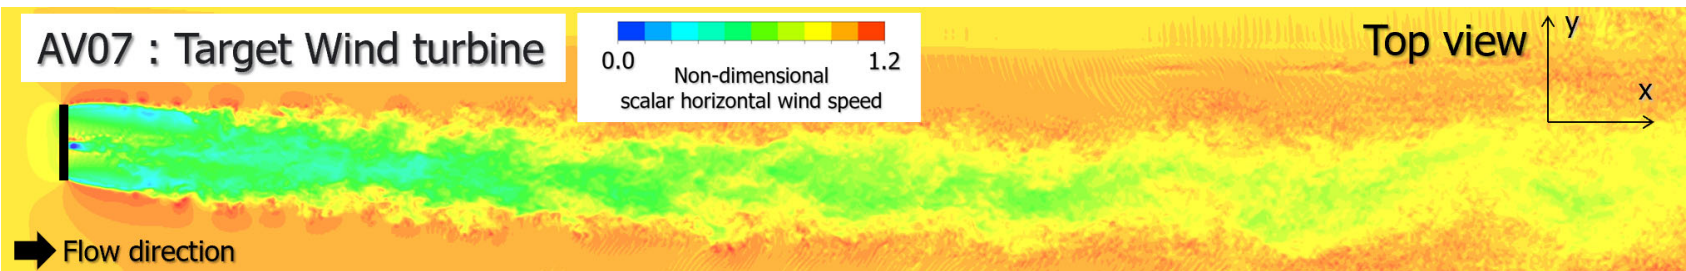 AV07 : Target Wind turbine
0.0 1.2
Non-dimensional
scalar horizontal wind speed
Top view
y
x
Flow direction